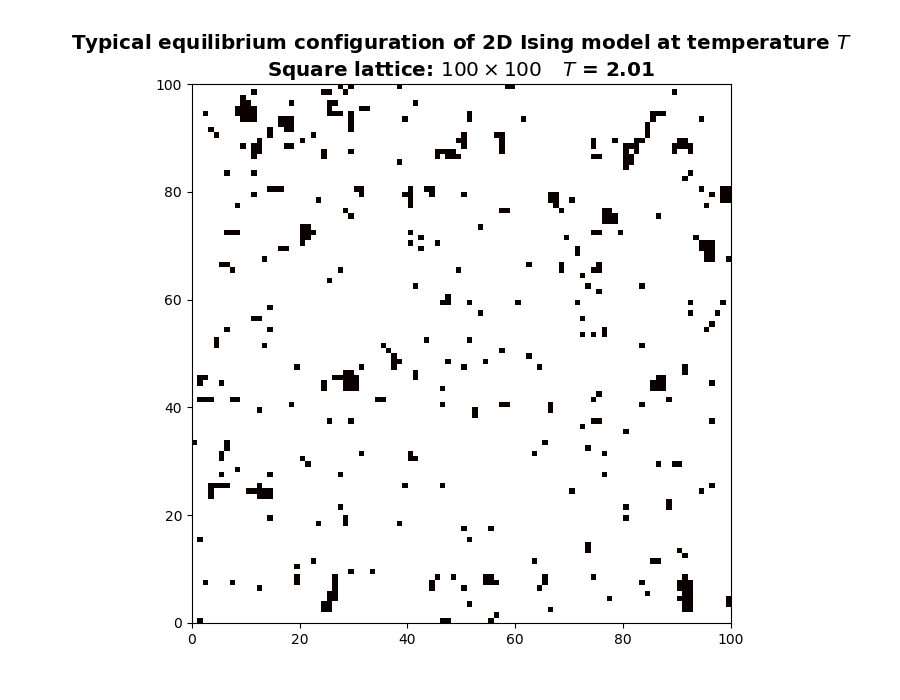 Typical equilibrium configuration of 2D Ising model at temperature T
Square lattice: 100 × 100 T = 2.01
100
80
60
40
20
0
0 20 40 60 80 100